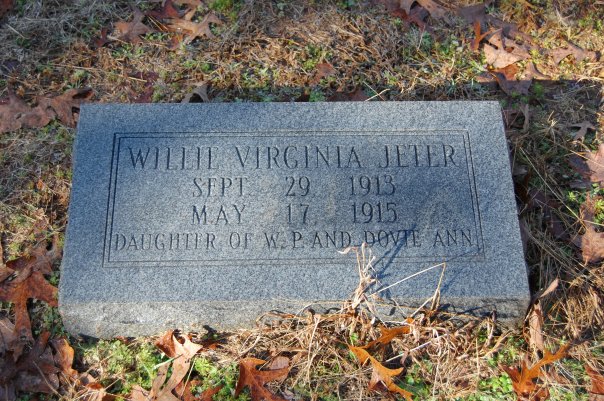 WILLIE VIRGINIA JETER
SEPT. 29 1913
MAY 17, 1915
DAUGHTER OF W. P. AND DOVIE ANN